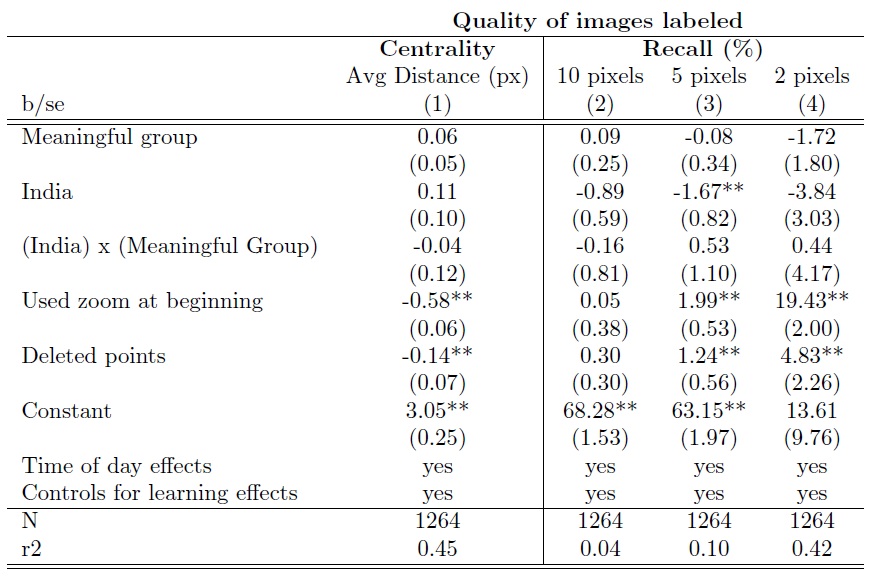 Quality of images labeled
Centrality Recall (%)
Avg Distance (px) 10 pixels 5 pixels 2 pixels
b/se (1) (2) (3) (4)
Meaningful group 0.06 0.09 -0.08 -1.72
(0.05) (0.25) (0.34) (1.80)
India 0.11 -0.89 -1.67** -3.84
(0.10) (0.59) (0.82) (3.03)
(India) x (Meaningful Group) -0.04 -0.16 0.53 0.44
(0.12) (0.81) (1.10) (4.17)
Used zoom at beginning -0.58** 0.05 1.99** 19.43**
(0.06) (0.38) (0.53) (2.00)
Deleted points -0.14** 0.30 1.24** 4.83**
(0.07) (0.30) (0.56) (2.26)
Constant 3.05** 68.28** 63.15** 13.61
(0.25) (1.53) (1.97) (9.76)
Time of day effects yes yes yes yes
Controls for learning effects yes yes yes yes
N 1264 1264 1264 1264
r2 0.45 0.04 0.10 0.42